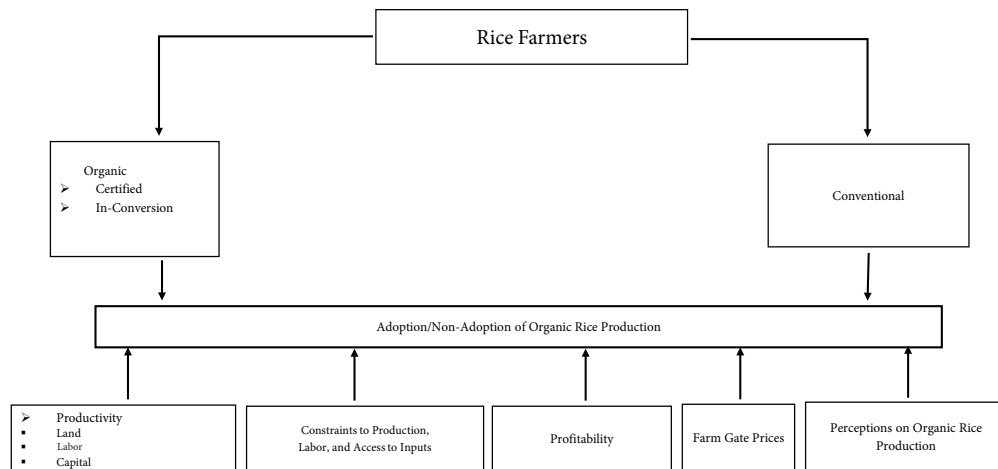 Rice Farmers
Organic
➢ Certified
➢ In-Conversion
Conventional
Adoption/Non-Adoption of Organic Rice Production
➢ Productivity
▪ Land
▪ Labor
▪ Capital
Constraints to Production,
Labor, and Access to Inputs
Profitability
Farm Gate Prices
Perceptions on Organic Rice
Production